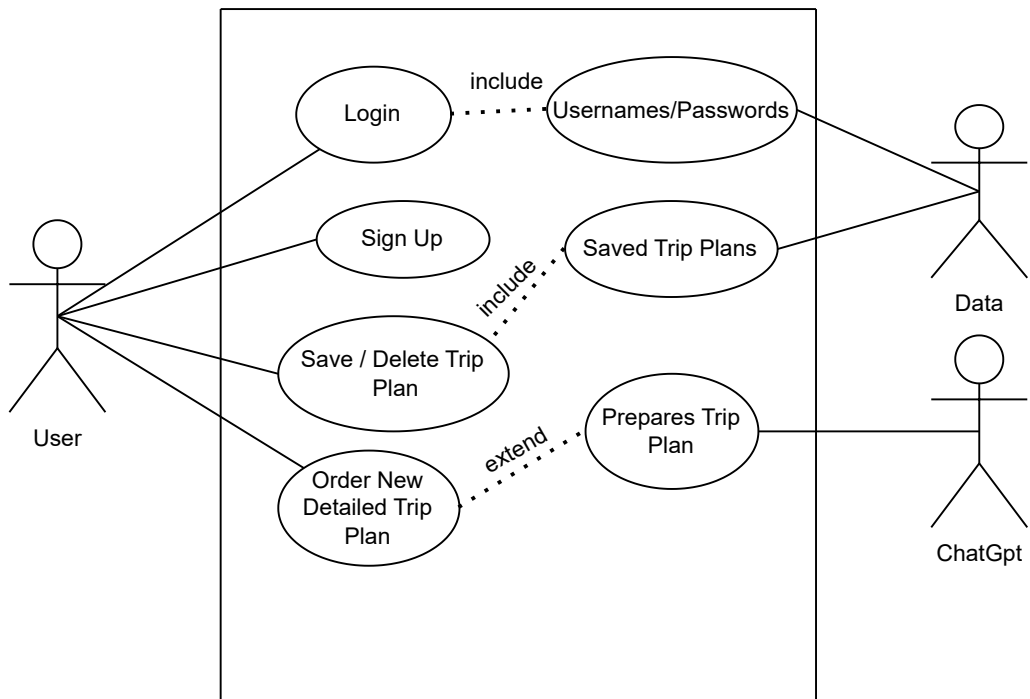 include
Login
Usernames/Passwords
Sign Up
Saved Trip Plans
include
Data
Save / Delete Trip
Plan
User
Prepares Trip
Plan
extend
Order New
Detailed Trip
Plan
ChatGpt